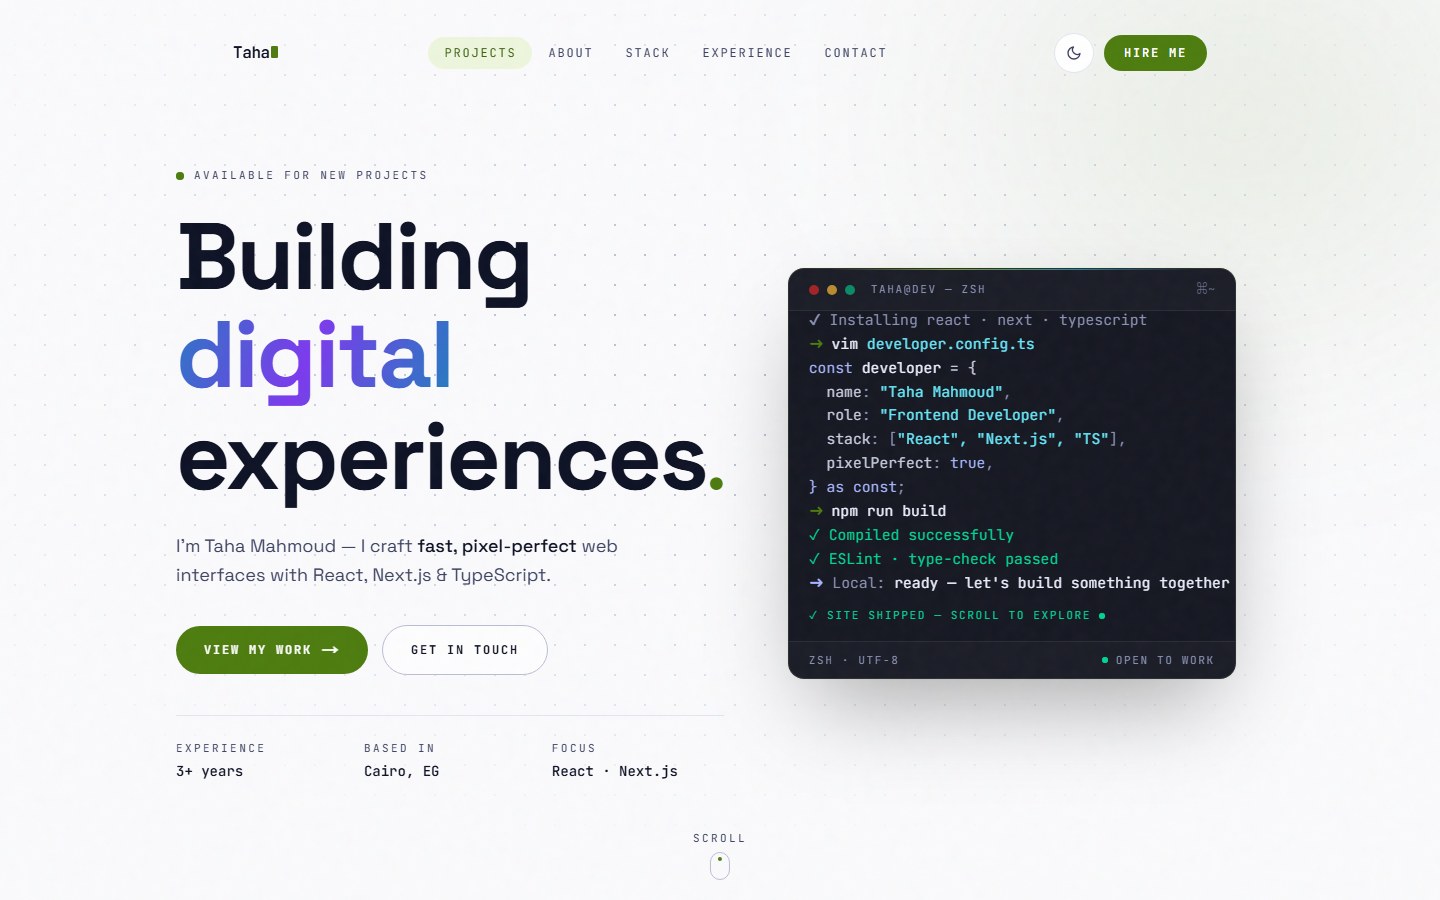 Taha
PROJECTS ABOUT STACK EXPERIENCE CONTACT
HIRE ME
AVAILABLE FOR NEW PROJECTS
Building
digital
experiences.
I'm Taha Mahmoud — I craft fast, pixel-perfect web
interfaces with React, Next.js & TypeScript.
VIEW MY WORK →
GET IN TOUCH
EXPERIENCE
3+ years
BASED IN
Cairo, EG
FOCUS
React · Next.js
TAHA@DEV — ZSH
⌘~
✓ Installing react · next · typescript
→ vim developer.config.ts
const developer = {
name: "Taha Mahmoud",
role: "Frontend Developer",
stack: ["React", "Next.js", "TS"],
pixelPerfect: true,
} as const;
→ npm run build
✓ Compiled successfully
✓ ESLint · type-check passed
→ Local: ready — let's build something together
✓ SITE SHIPPED — SCROLL TO EXPLORE
ZSH · UTF-8
OPEN TO WORK
SCROLL